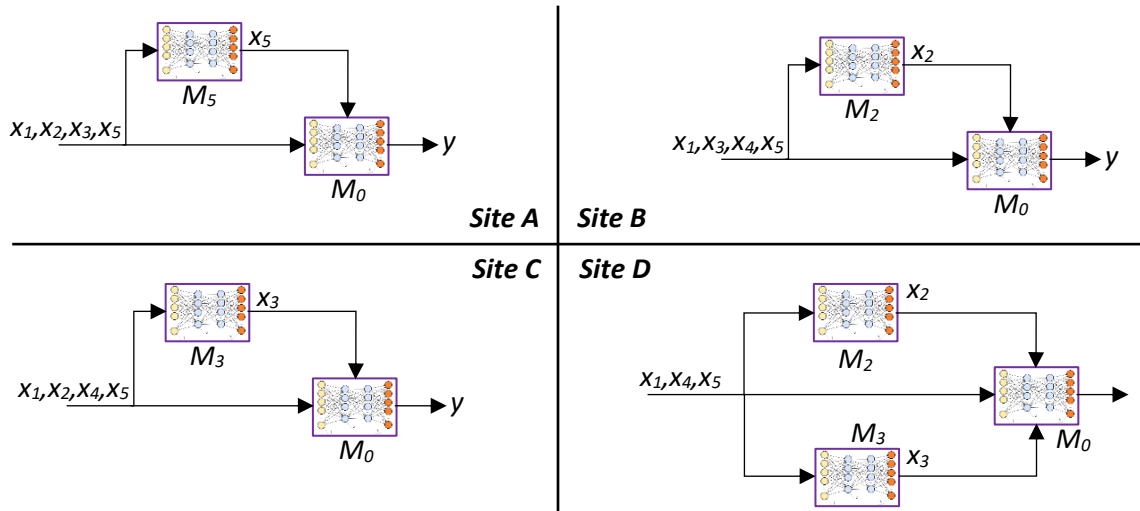 x5
M5
x1,x2,x3,x5
y
M0
Site A
x2
M2
x1,x3,x4,x5
y
M0
Site B
Site C
x3
M3
x1,x2,x4,x5
y
M0
Site D
x2
M2
x1,x4,x5
M3
M0
x3